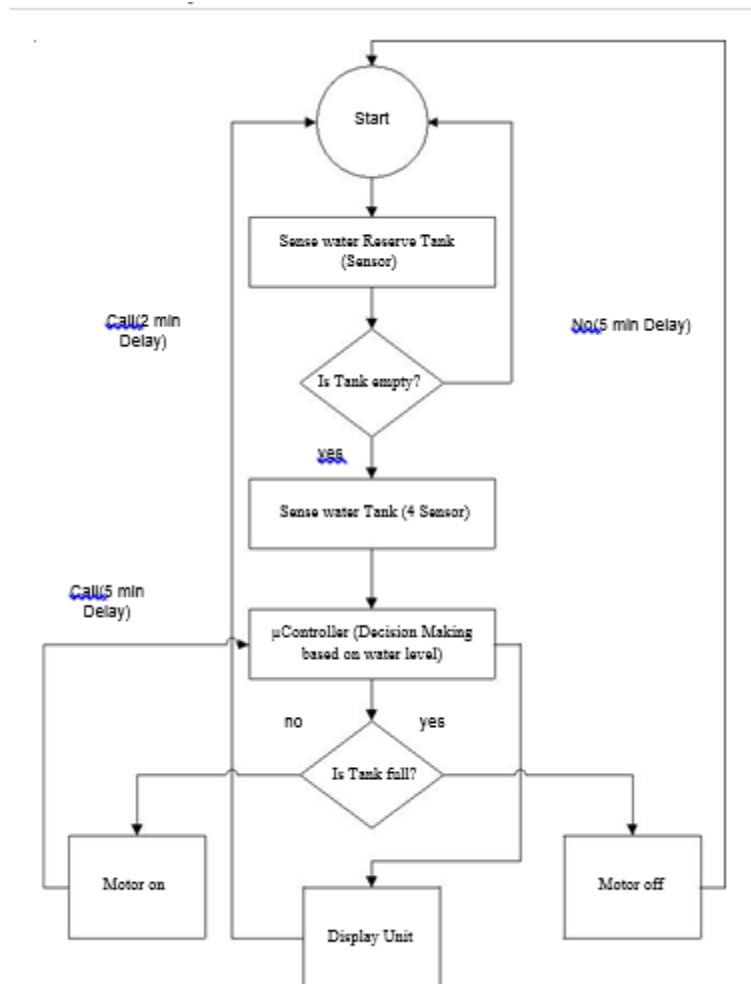 Start
Sense water Reserve Tank
(Sensor)
Call(2 min
Delay)
No(5 min Delay)
Is Tank empty?
yes
Sense water Tank (4 Sensor)
Call(5 min
Delay)
µController (Decision Making
based on water level)
no
yes
Is Tank full?
Motor on
Motor off
Display Unit